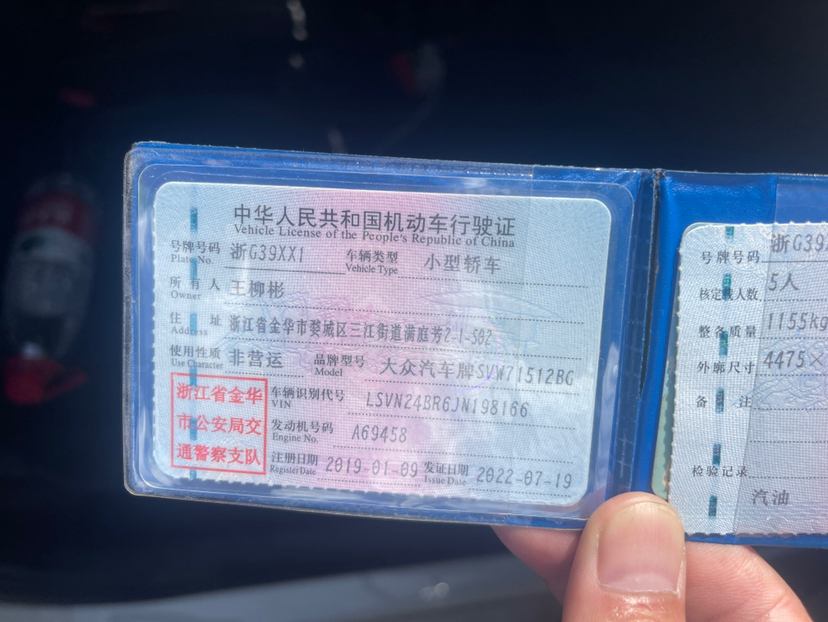 中华人民共和国机动车行驶证
Vehicle License of the People's Republic of China
号牌号码 浙G39XX1 车辆类型 小型轿车
Plate No. Vehicle Type
所有人 王柳彬
Owner
住址 浙江省金华市婺城区三江街道满庭芳2-1-502
Address
使用性质 非营运 品牌型号 大众汽车牌SVW71512BG
Use Character Model
浙江省金华
市公安局交
通警察支队
车辆识别代号 LSVN24BR6JN198166
VIN
发动机号码 A69458
Engine No.
注册日期 2019-01-09 发证日期 2022-07-19
Register Date Issue Date
号牌号码 浙G39
核定载人数 5人
整备质量 1155kg
外廓尺寸 4475×
备注
检验记录
汽油